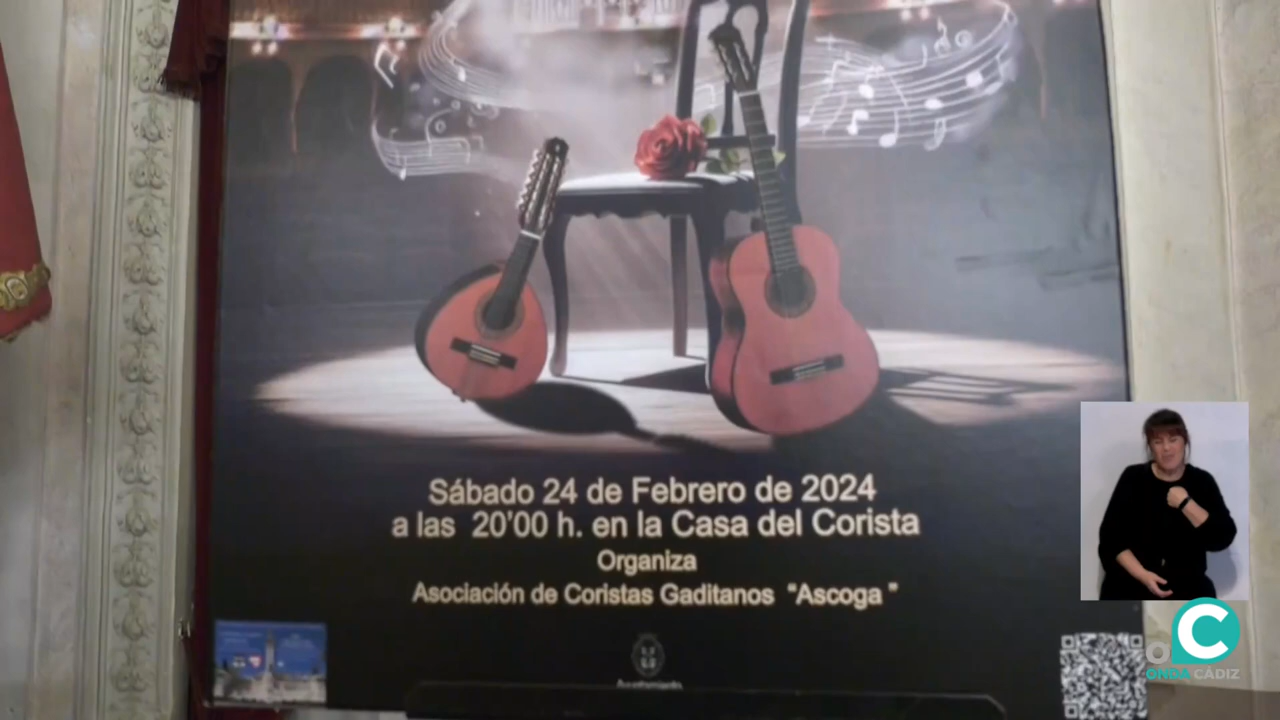 Sábado 24 de Febrero de 2024
a las 20'00 h. en la Casa del Corista
Organiza
Asociación de Coristas Gaditanos "Ascoga"
Ayuntamiento
ONDA CÁDIZ